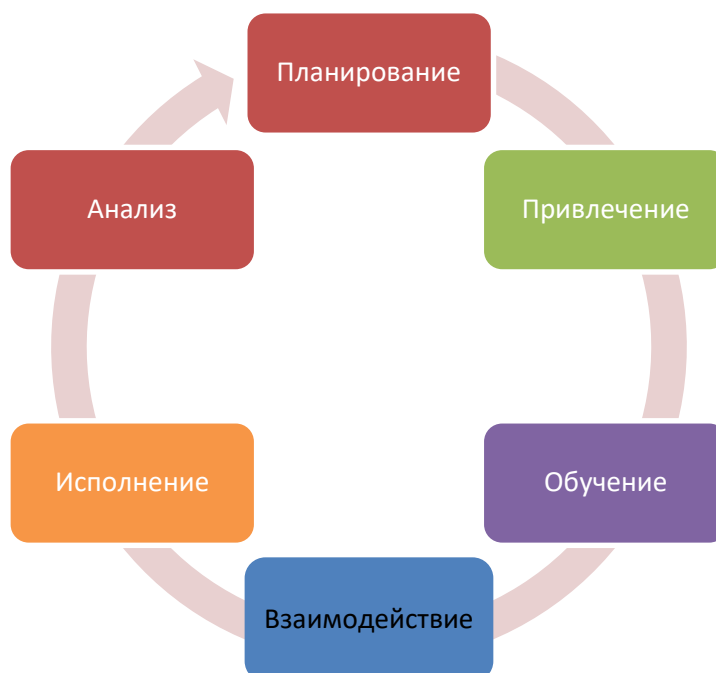 Планирование
Привлечение
Обучение
Взаимодействие
Исполнение
Анализ